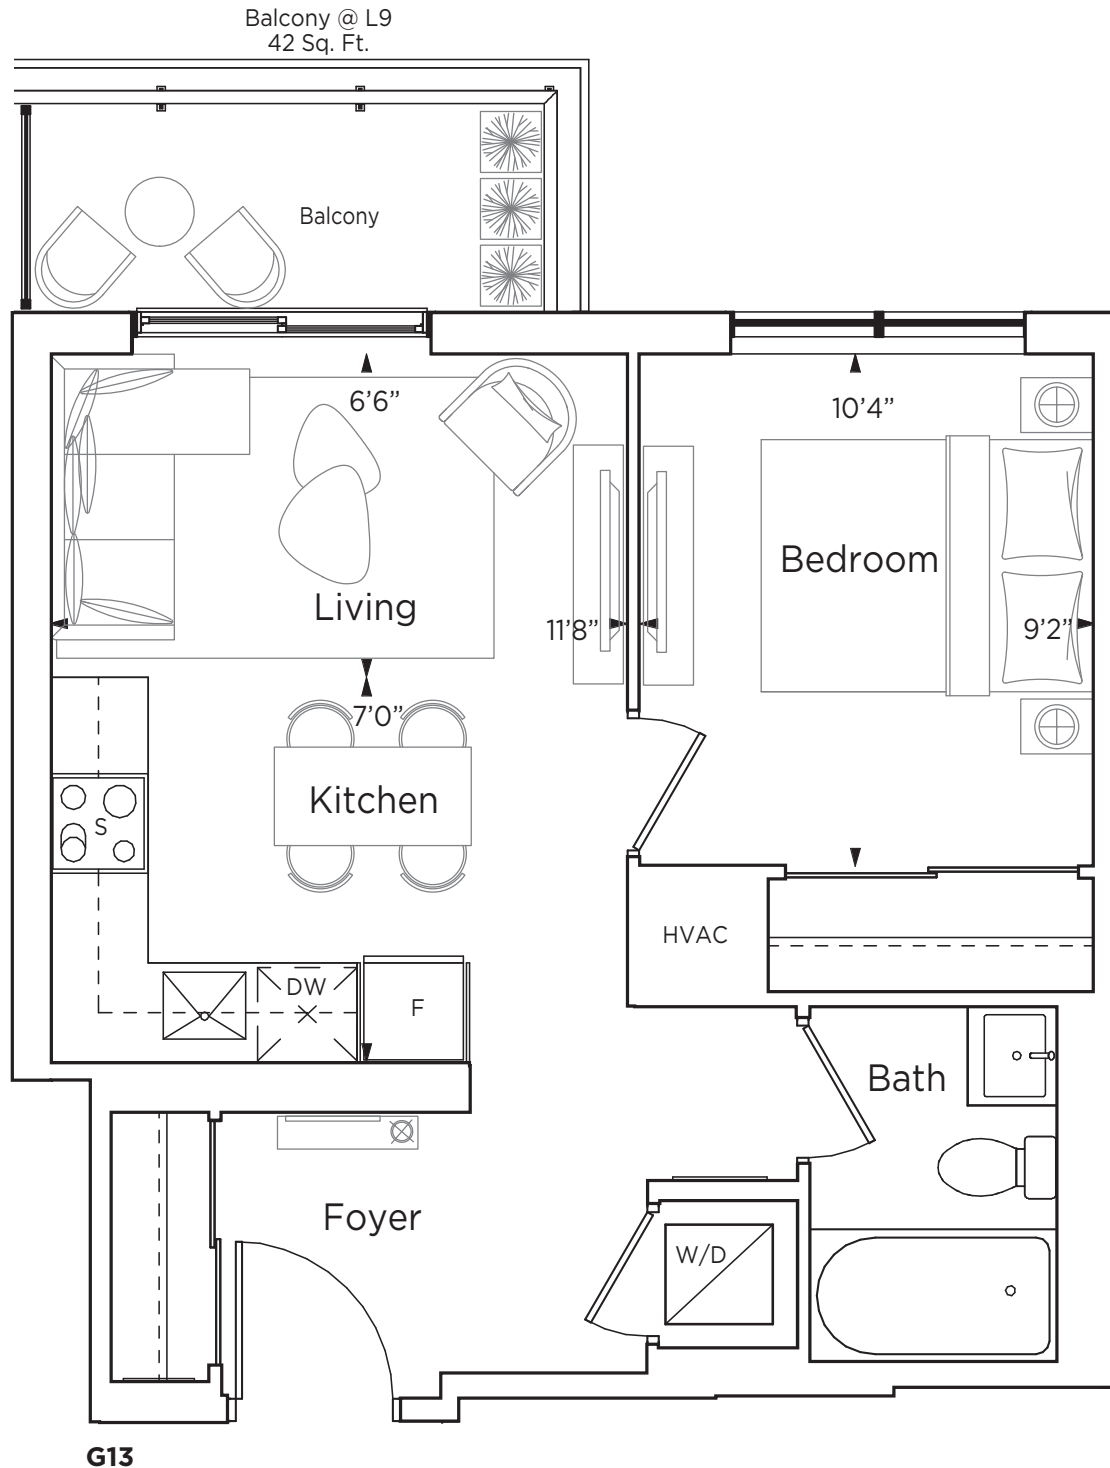 Balcony @ L9
42 Sq. Ft.
Balcony
6’6”
10’4”
Bedroom
Living
11’8”
9’2”
7’0”
Kitchen
S
HVAC
DW
F
Bath
Foyer
W/D
G13